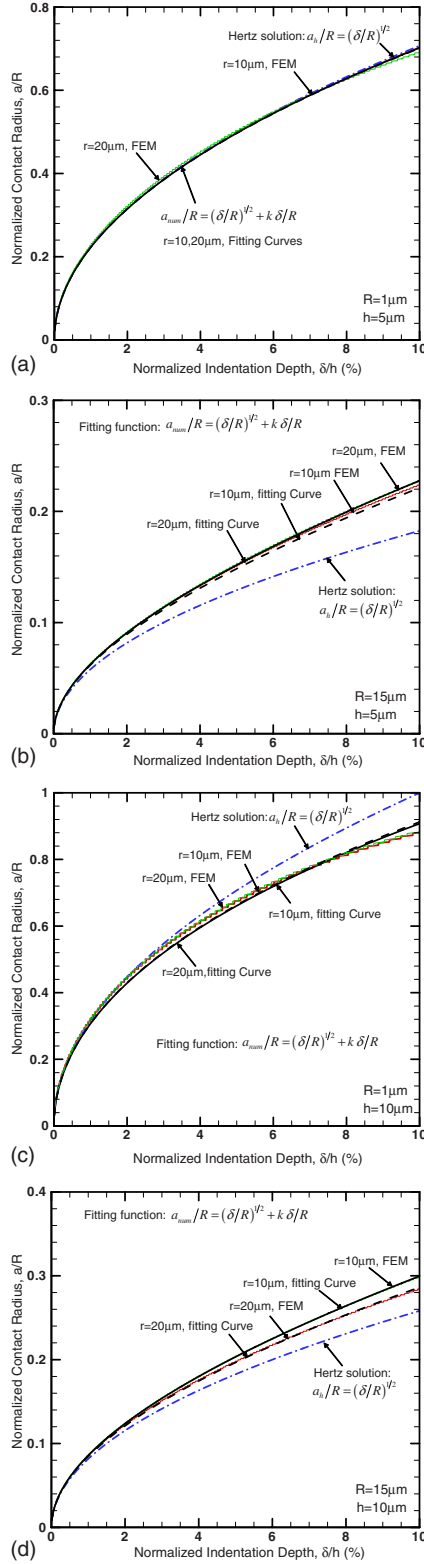 0.8
Hertz solution: a_h/R=(δ/R)^1/2
r=10μm, FEM
0.6
Normalized Contact Radius, a/R
r=20μm, FEM
0.4
a_num/R=(δ/R)^1/2+k δ/R
r=10,20μm, Fitting Curves
0.2
R=1μm
h=5μm
0
0 2 4 6 8 10
(a)
Normalized Indentation Depth, δ/h (%)
0.3
Fitting function: a_num/R=(δ/R)^1/2+k δ/R
r=20μm, FEM
r=10μm FEM
r=10μm, fitting Curve
0.2
r=20μm, fitting Curve
Normalized Contact Radius, a/R
Hertz solution:
a_h/R=(δ/R)^1/2
0.1
R=15μm
h=5μm
0
0 2 4 6 8 10
(b)
Normalized Indentation Depth, δ/h (%)
1
Hertz solution: a_h/R=(δ/R)^1/2
r=10μm, FEM
0.8
r=20μm, FEM
r=10μm, fitting Curve
0.6
Normalized Contact Radius, a/R
r=20μm,fitting Curve
0.4
Fitting function: a_num/R=(δ/R)^1/2+k δ/R
0.2
R=1μm
h=10μm
0
0 2 4 6 8 10
(c)
Normalized Indentation Depth, δ/h (%)
0.4
Fitting function: a_num/R=(δ/R)^1/2+k δ/R
r=10μm, FEM
0.3
r=10μm, fitting Curve
r=20μm, FEM
r=20μm, fitting Curve
Normalized Contact Radius, a/R
0.2
Hertz solution:
a_h/R=(δ/R)^1/2
0.1
R=15μm
h=10μm
0
0 2 4 6 8 10
(d)
Normalized Indentation Depth, δ/h (%)